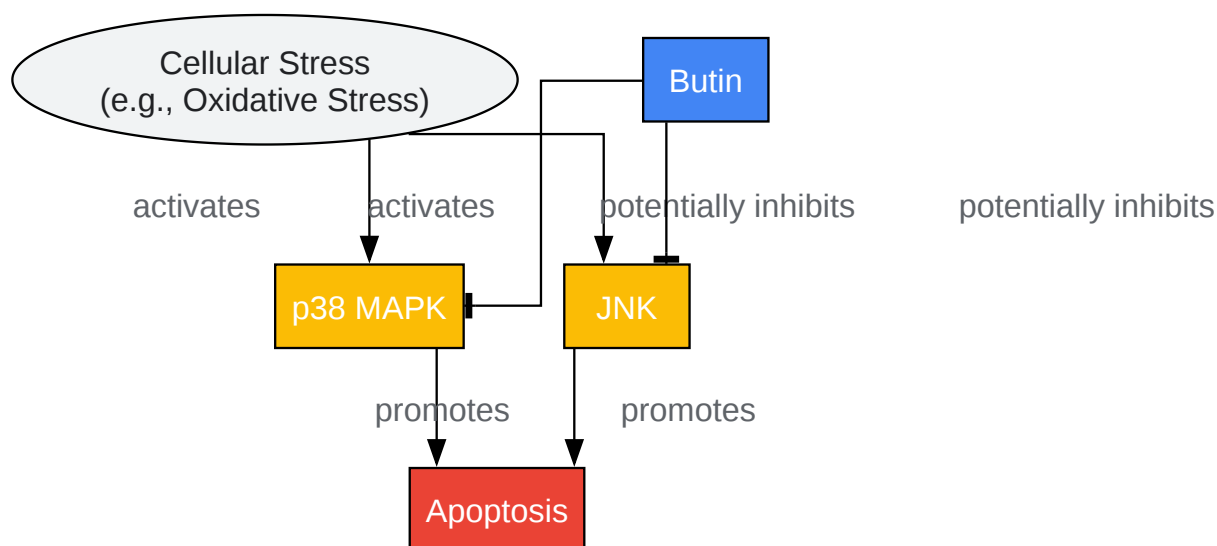 Cellular Stress
(e.g., Oxidative Stress)
Butin
activates
activates
potentially inhibits
potentially inhibits
p38 MAPK
JNK
promotes
promotes
Apoptosis